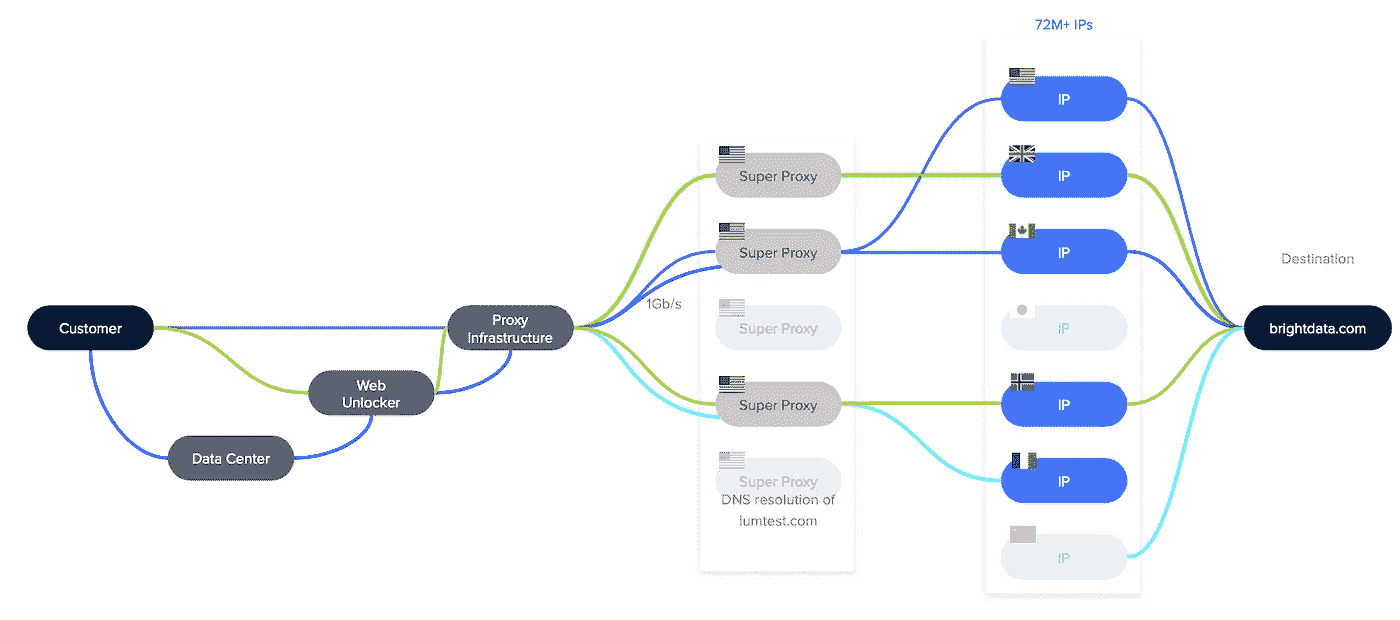 72M+ IPs
IP
Super Proxy
IP
Super Proxy
IP
Destination
1Gb/s
Customer
Proxy
Infrastructure
Super Proxy
IP
brightdata.com
Web
Unlocker
Super Proxy
IP
Data Center
Super Proxy
IP
DNS resolution of
lumtest.com
IP